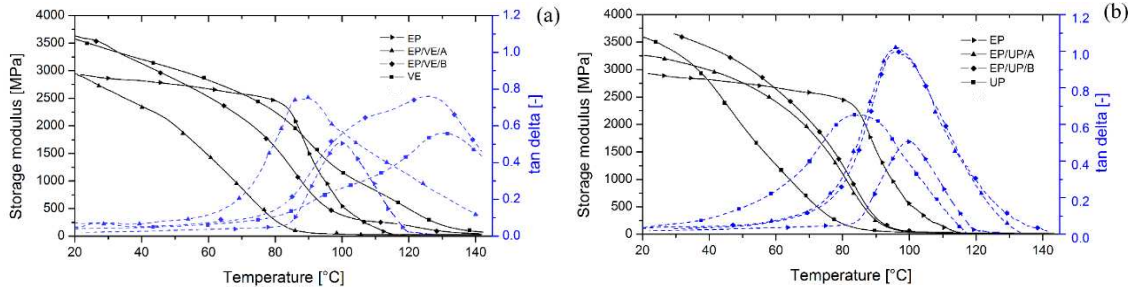 (a)
Storage modulus [MPa]
4000
3500
3000
2500
2000
1500
1000
500
0
20 40 60 80 100 120 140
Temperature [°C]
1.2
1.0
0.8
0.6
0.4
0.2
0.0
tan delta [-]
EP
EP/VE/A
EP/VE/B
VE
(b)
Storage modulus [MPa]
4000
3500
3000
2500
2000
1500
1000
500
0
20 40 60 80 100 120 140
Temperature [°C]
1.2
1.0
0.8
0.6
0.4
0.2
0.0
tan delta [-]
EP
EP/UP/A
EP/UP/B
UP